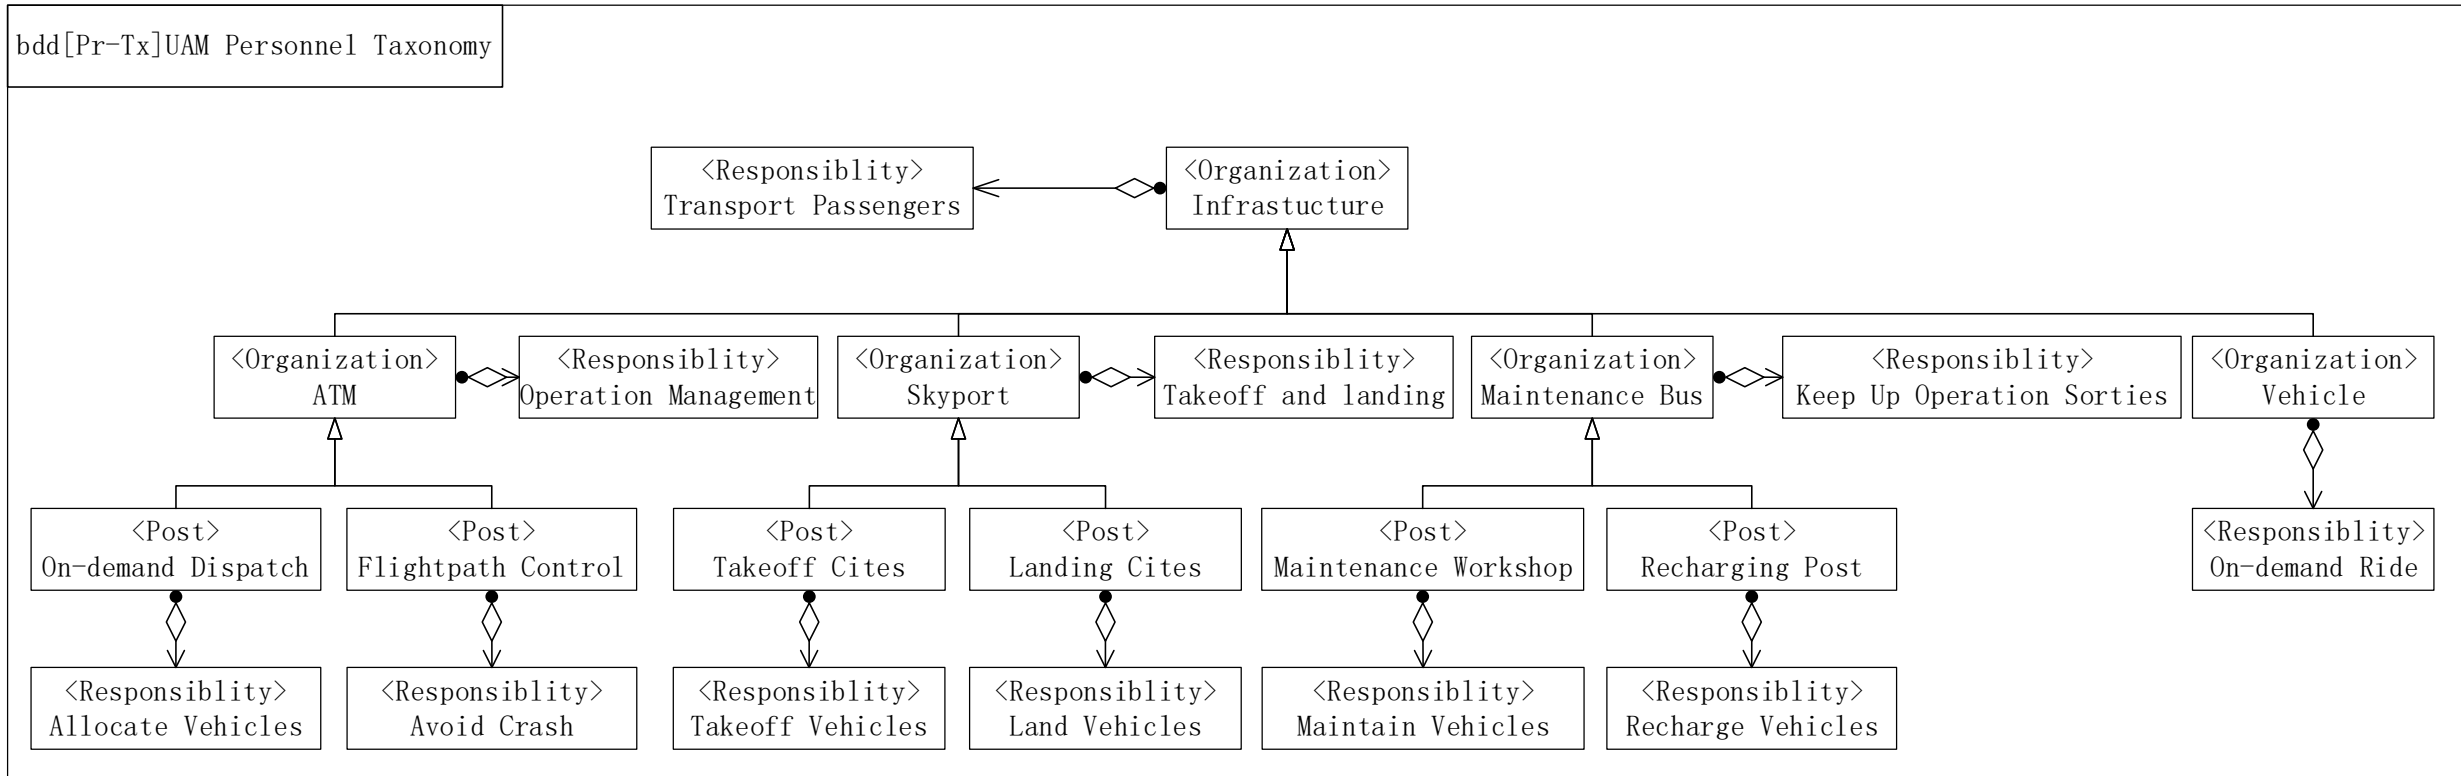 bdd[Pr-Tx]UAM Personnel Taxonomy
<Responsiblity>
Transport Passengers
<Organization>
Infrastucture
<Organization>
ATM
<Responsiblity>
Operation Management
<Organization>
Skyport
<Responsiblity>
Takeoff and landing
<Organization>
Maintenance Bus
<Responsiblity>
Keep Up Operation Sorties
<Organization>
Vehicle
<Post>
On-demand Dispatch
<Post>
Flightpath Control
<Post>
Takeoff Cites
<Post>
Landing Cites
<Post>
Maintenance Workshop
<Post>
Recharging Post
<Responsiblity>
On-demand Ride
<Responsiblity>
Allocate Vehicles
<Responsiblity>
Avoid Crash
<Responsiblity>
Takeoff Vehicles
<Responsiblity>
Land Vehicles
<Responsiblity>
Maintain Vehicles
<Responsiblity>
Recharge Vehicles